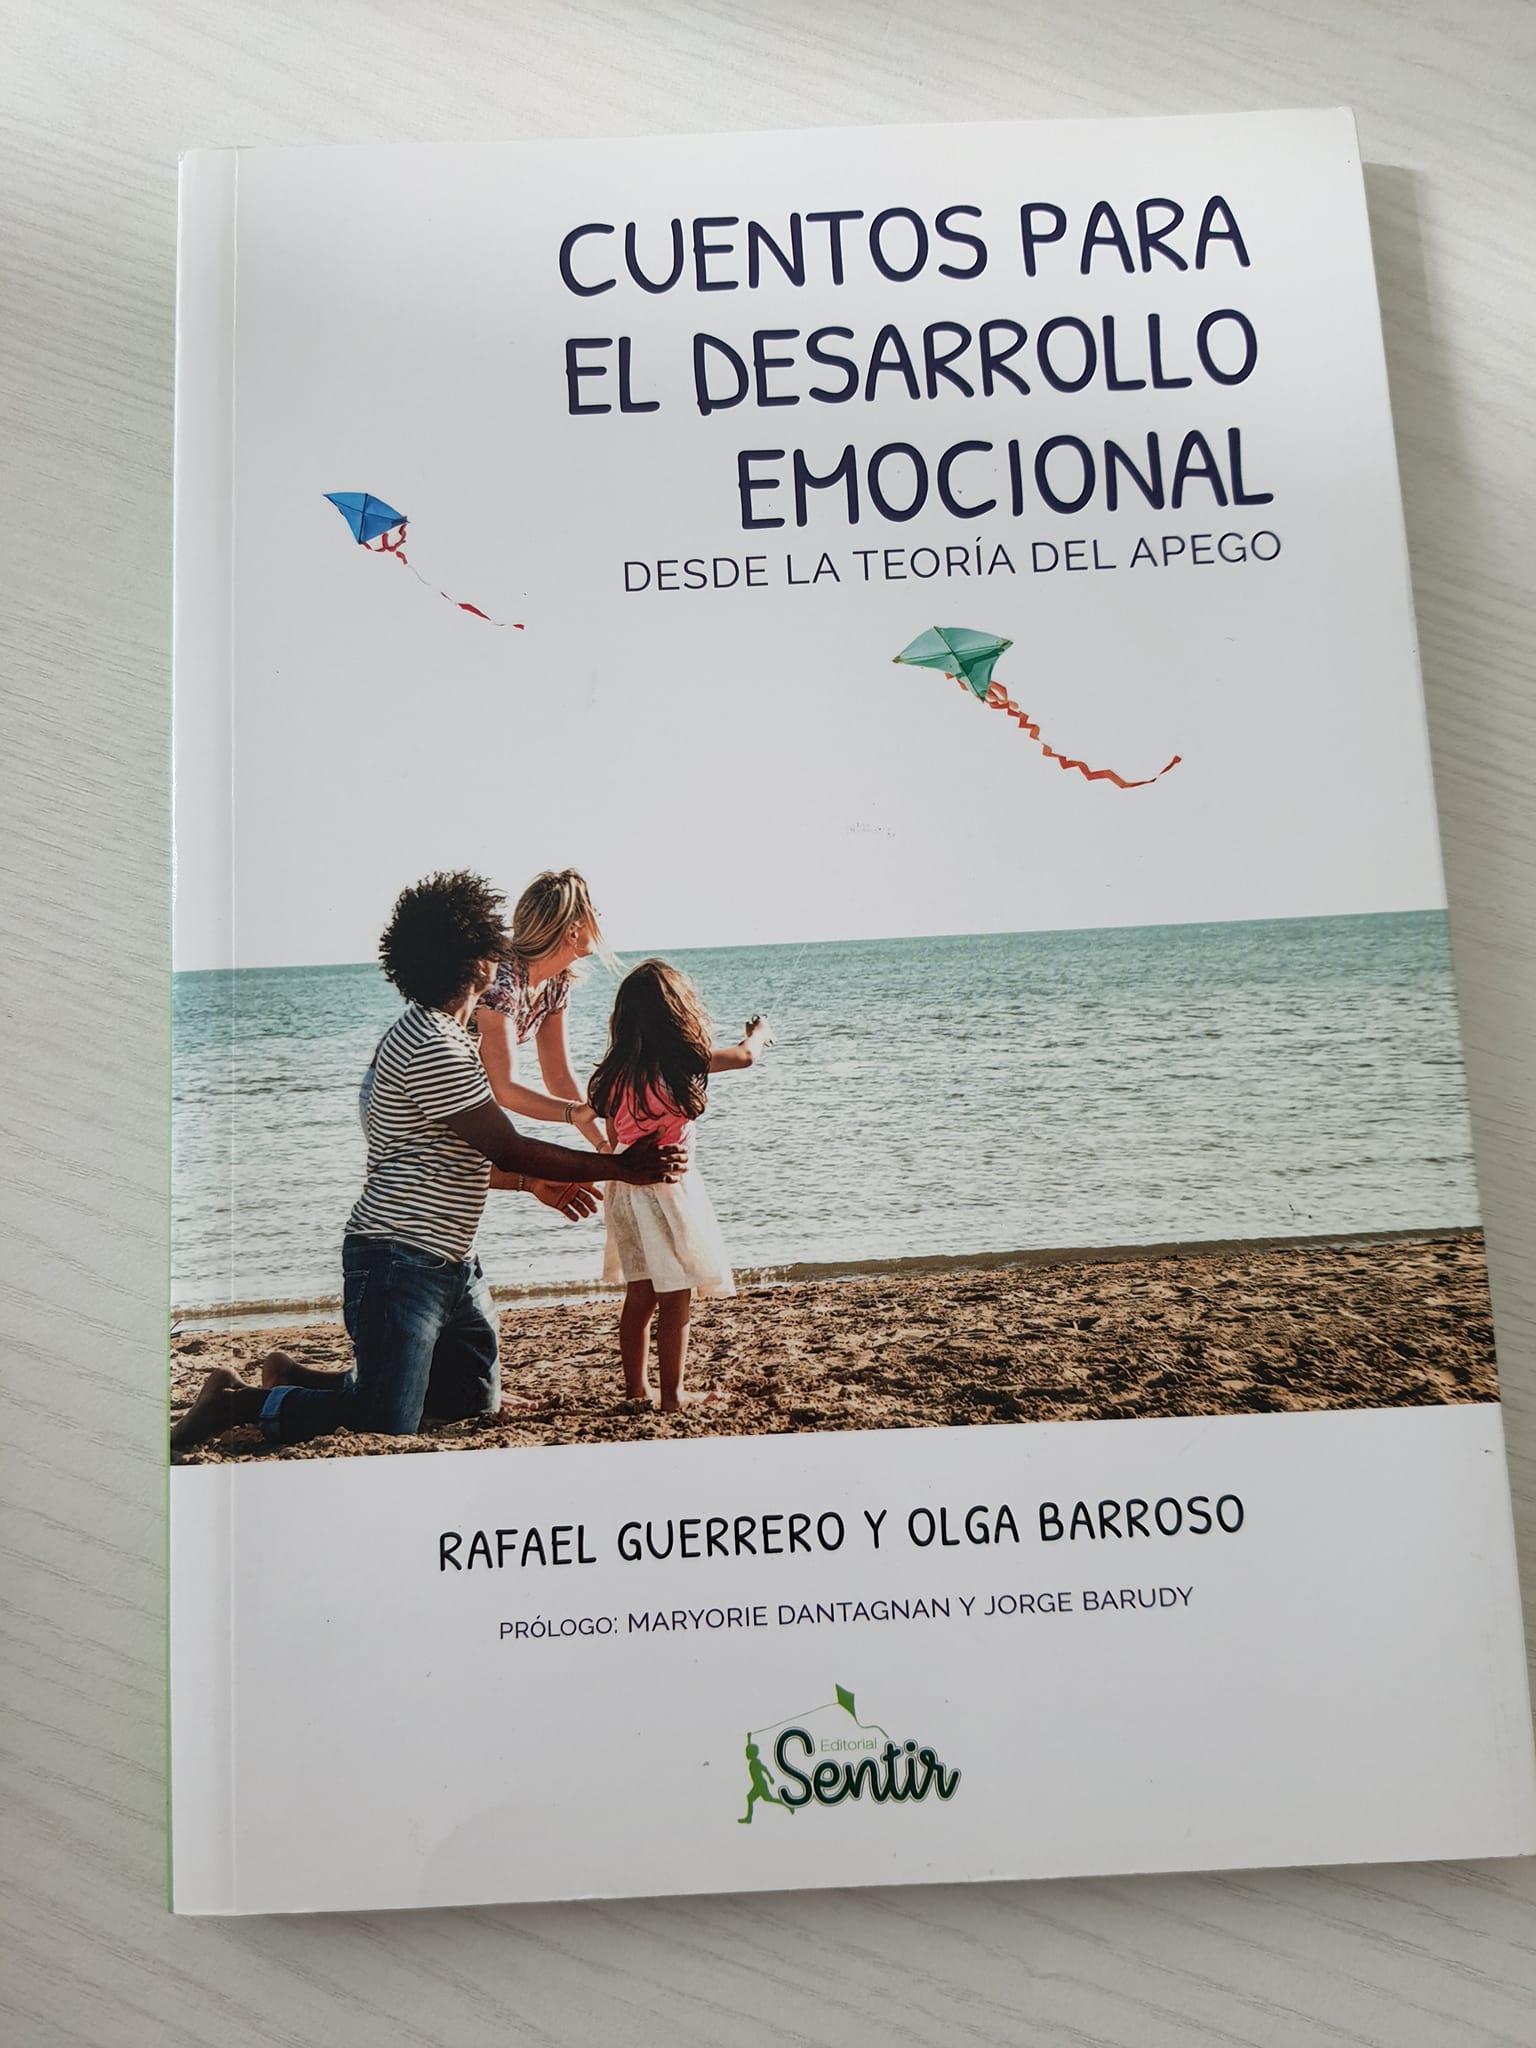 CUENTOS PARA
EL DESARROLLO
EMOCIONAL
DESDE LA TEORÍA DEL APEGO
RAFAEL GUERRERO Y OLGA BARROSO
PRÓLOGO: MARYORIE DANTAGNAN Y JORGE BARUDY
Editorial
Sentir